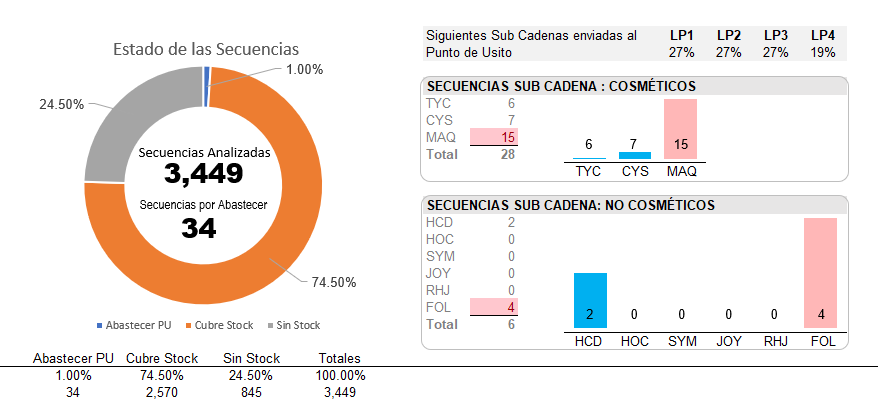 Estado de las Secuencias
1.00%
24.50%
74.50%
Secuencias Analizadas
3,449
Secuencias por Abastecer
34
Abastecer PU Cubre Stock Sin Stock
Abastecer PU Cubre Stock Sin Stock Totales
1.00% 74.50% 24.50% 100.00%
34 2,570 845 3,449
Siguientes Sub Cadenas enviadas al LP1 LP2 LP3 LP4
Punto de Usito 27% 27% 27% 19%
SECUENCIAS SUB CADENA : COSMÉTICOS
TYC 6
CYS 7
MAQ 15
Total 28
6 7 15
TYC CYS MAQ
SECUENCIAS SUB CADENA: NO COSMÉTICOS
HCD 2
HOC 0
SYM 0
JOY 0
RHJ 0
FOL 4
Total 6
2 0 0 0 0 4
HCD HOC SYM JOY RHJ FOL